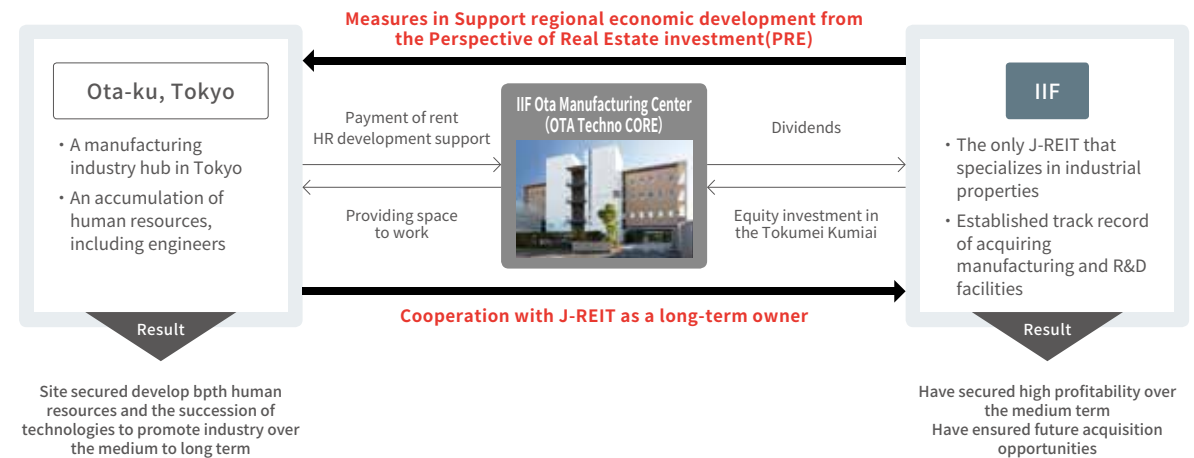 Measures in Support regional economic development from
the Perspective of Real Estate investment(PRE)
Ota-ku, Tokyo
・A manufacturing
industry hub in Tokyo
・An accumulation of
human resources,
including engineers
Payment of rent
HR development support
Providing space
to work
IIF Ota Manufacturing Center
(OTA Techno CORE)
Dividends
Equity investment in
the Tokumei Kumiai
IIF
・The only J-REIT that
specializes in industrial
properties
・Established track record
of acquiring
manufacturing and R&D
facilities
Cooperation with J-REIT as a long-term owner
Result
Site secured develop bpth human
resources and the succession of
technologies to promote industry over
the medium to long term
Result
Have secured high profitability over
the medium term
Have ensured future acquisition
opportunities